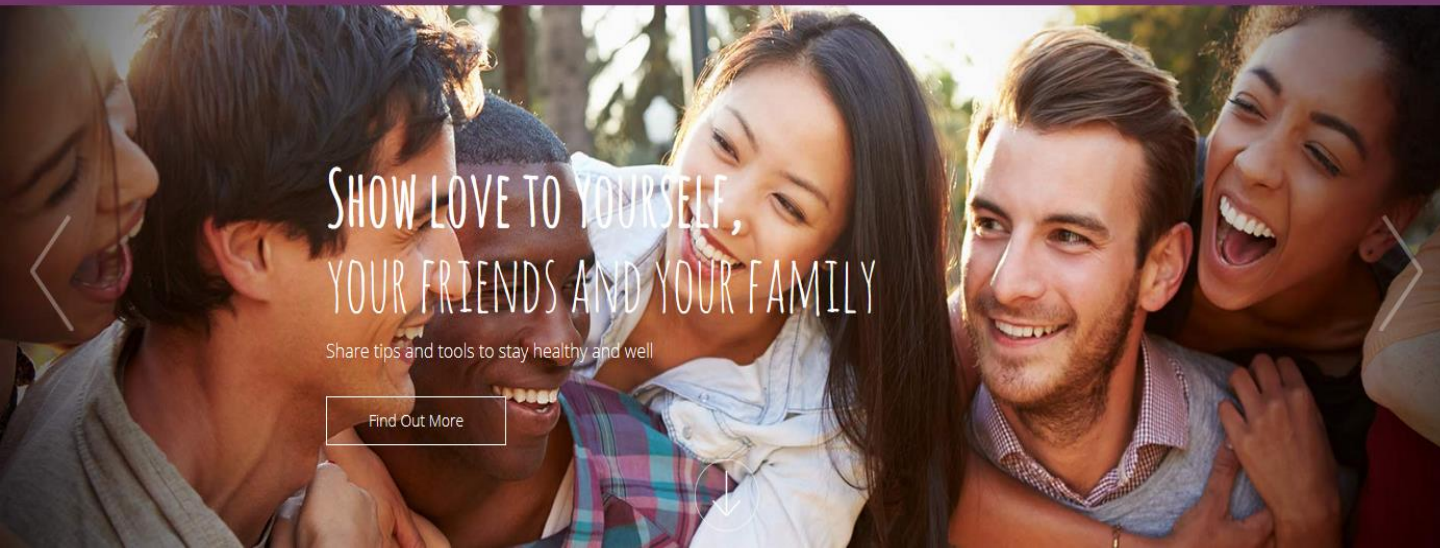 Show love to yourself,
your friends and your family
Share tips and tools to stay healthy and well
Find Out More